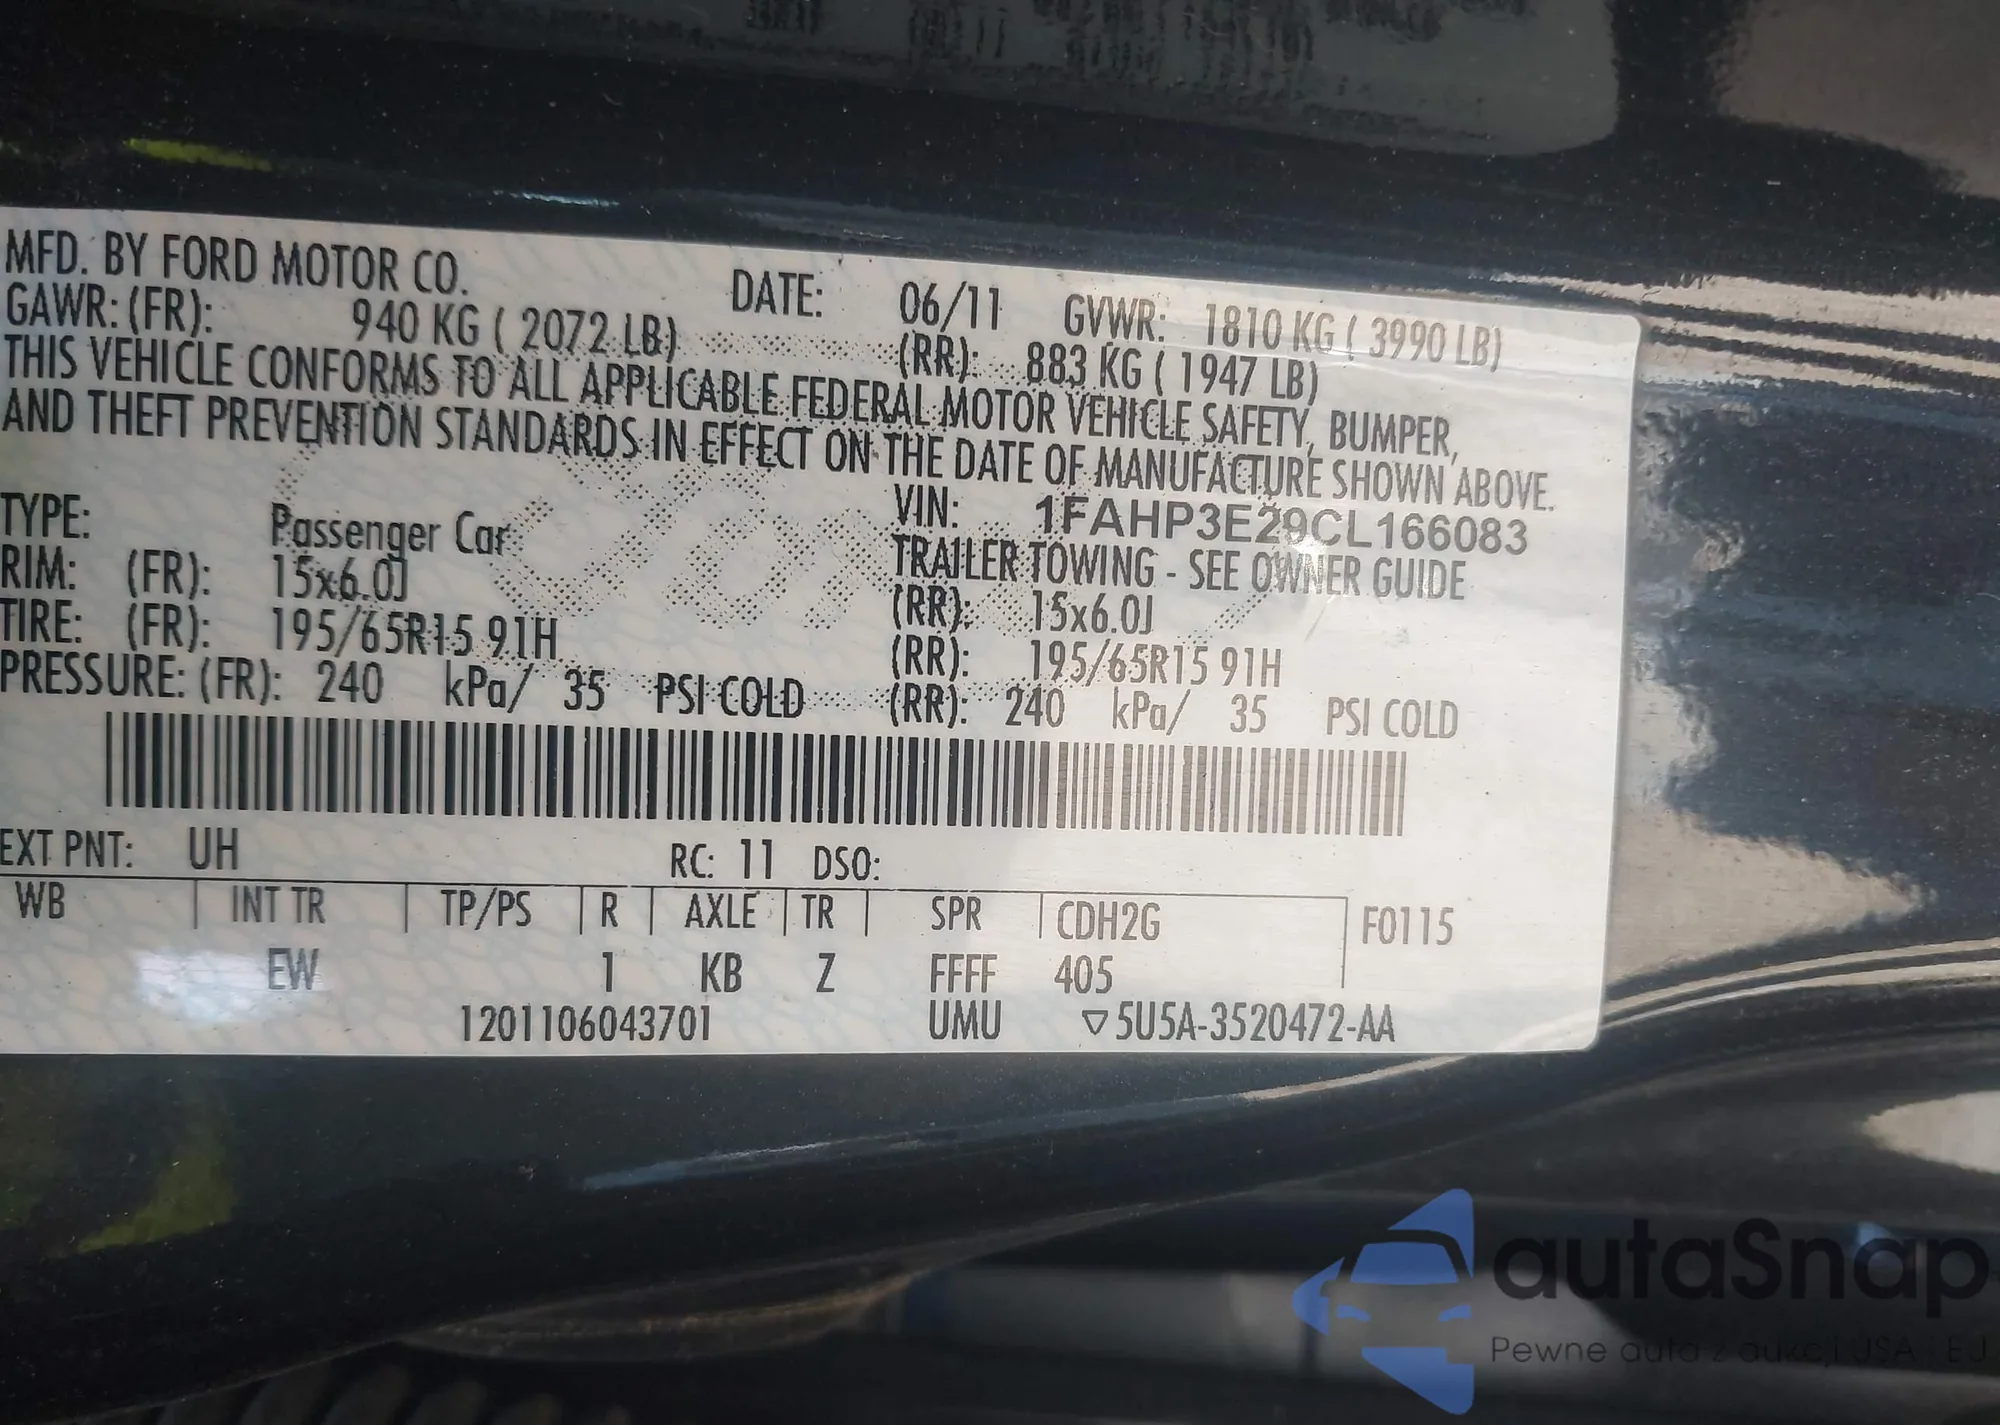 MFD. BY FORD MOTOR CO.
DATE: 06/11 GVWR: 1810 KG ( 3990 LB)
GAWR: (FR): 940 KG ( 2072 LB) (RR): 883 KG ( 1947 LB)
THIS VEHICLE CONFORMS TO ALL APPLICABLE FEDERAL MOTOR VEHICLE SAFETY, BUMPER,
AND THEFT PREVENTION STANDARDS IN EFFECT ON THE DATE OF MANUFACTURE SHOWN ABOVE.
VIN: 1FAHP3E29CL166083
TYPE: Passenger Car TRAILER TOWING - SEE OWNER GUIDE
RIM: (FR): 15x6.0J (RR): 15x6.0J
TIRE: (FR): 195/65R15 91H (RR): 195/65R15 91H
PRESSURE: (FR): 240 kPa/ 35 PSI COLD (RR): 240 kPa/ 35 PSI COLD
EXT PNT: UH RC: 11 DSO:
WB INT TR TP/PS R AXLE TR SPR CDH2G F0115
EW 1 KB Z FFFF 405
1201106043701 UMU ▽5U5A-3520472-AA
autaSnap
Pewne auta z aukcji USA - EU